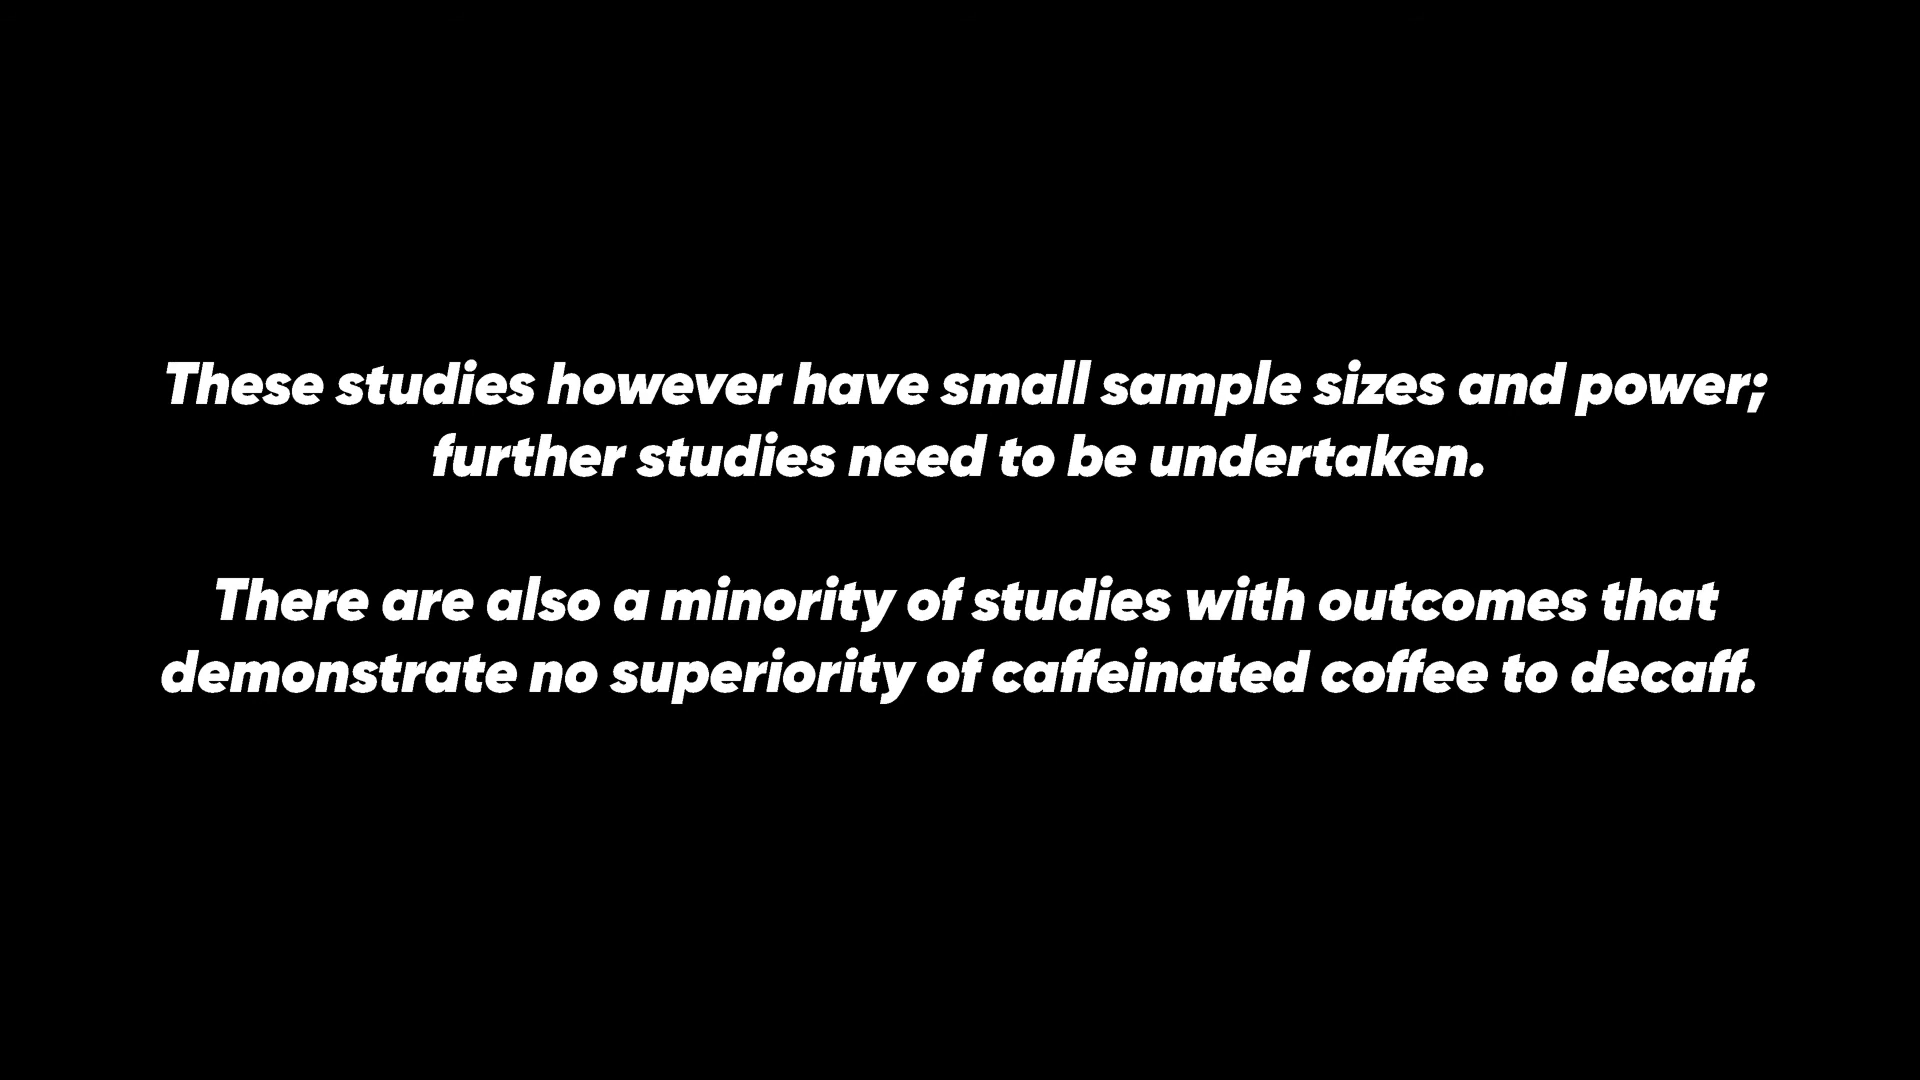 These studies however have small sample sizes and power;
further studies need to be undertaken.
There are also a minority of studies with outcomes that
demonstrate no superiority of caffeinated coffee to decaff.